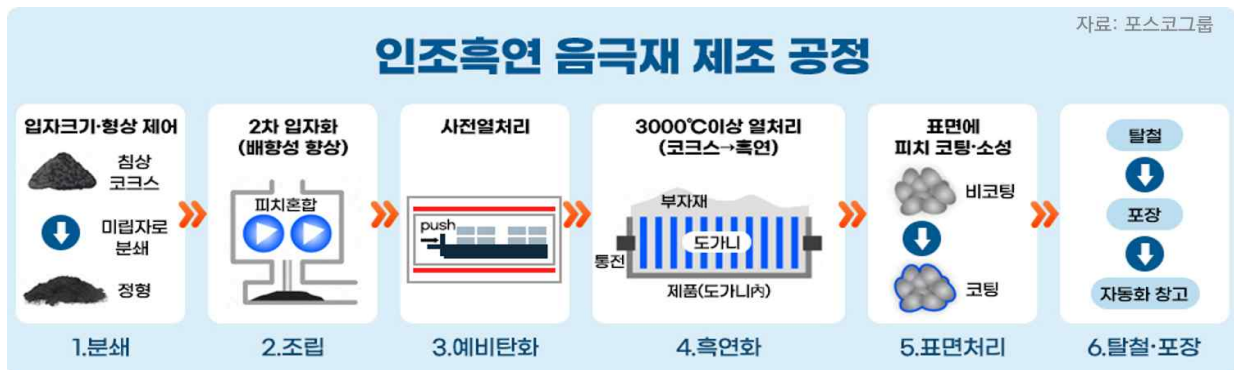 자료: 포스코그룹
인조흑연 음극재 제조 공정
입자크기·형상 제어
침상
코크스
미립자로
분쇄
정형
1.분쇄
2차 입자화
(배향성 향상)
피치혼합
2.조립
사전열처리
push
3.예비탄화
3000℃이상 열처리
(코크스→흑연)
부자재
도가니
통전
제품(도가니內)
4.흑연화
표면에
피치 코팅·소성
비코팅
코팅
5.표면처리
탈철
포장
자동화 창고
6.탈철·포장